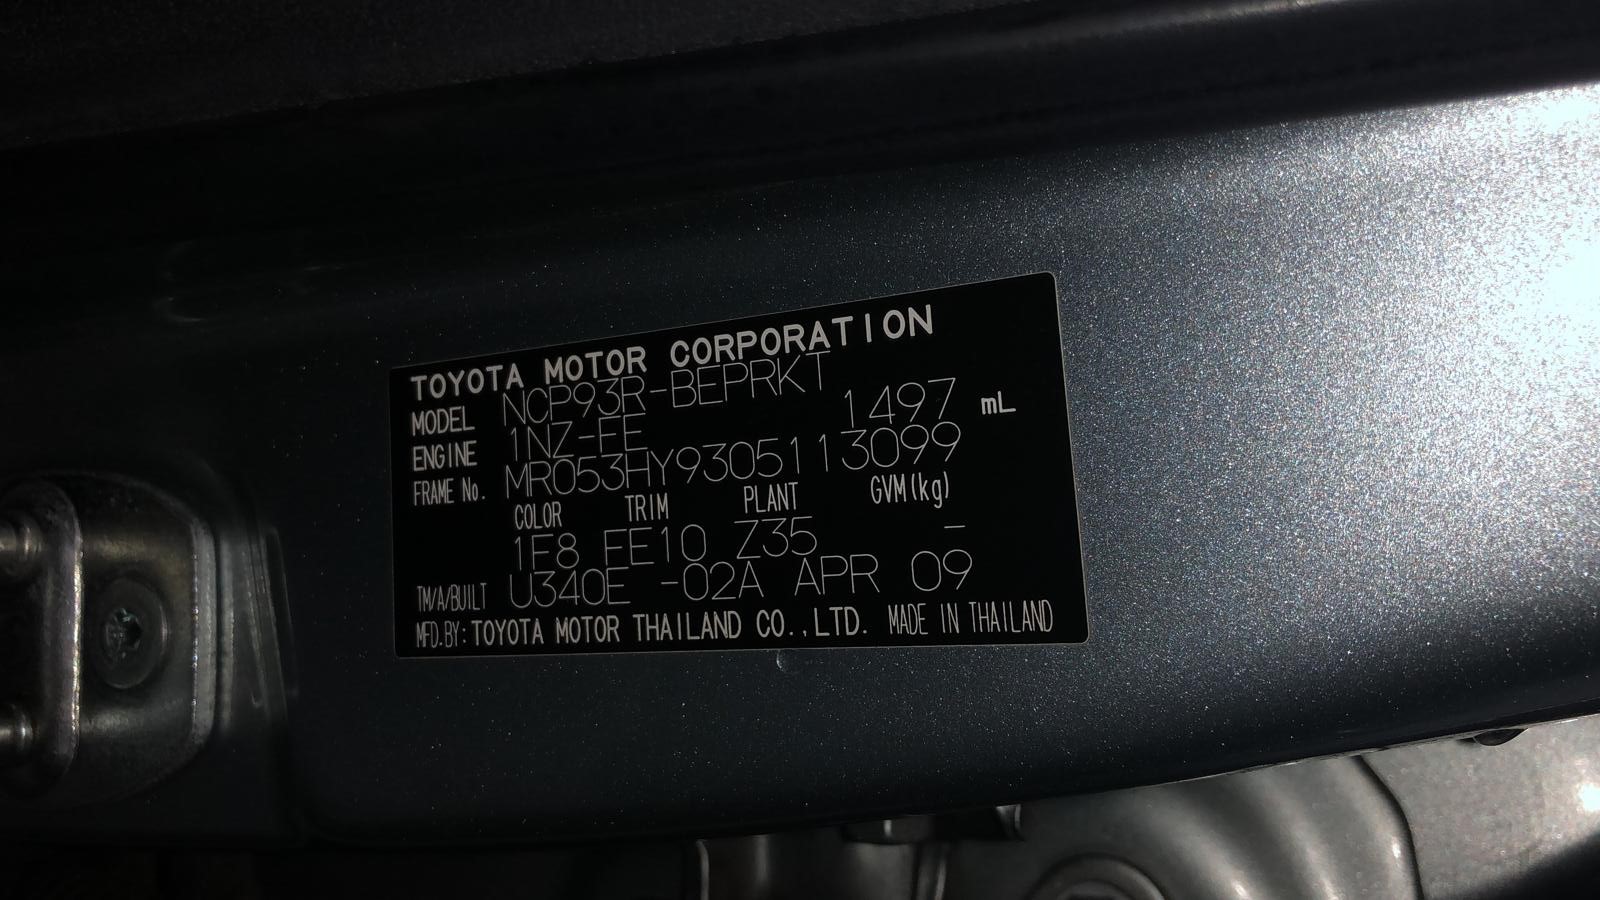 TOYOTA MOTOR CORPORATION
MODEL NCP93R-BEPRKT
ENGINE 1NZ-FE 1497 mL
FRAME No. MR053HY9305113099
COLOR TRIM PLANT GVM(kg)
1F8 FE10 Z35 -
TM/A/BUILT U340E -02A APR 09
MFD.BY: TOYOTA MOTOR THAILAND CO.,LTD. MADE IN THAILAND